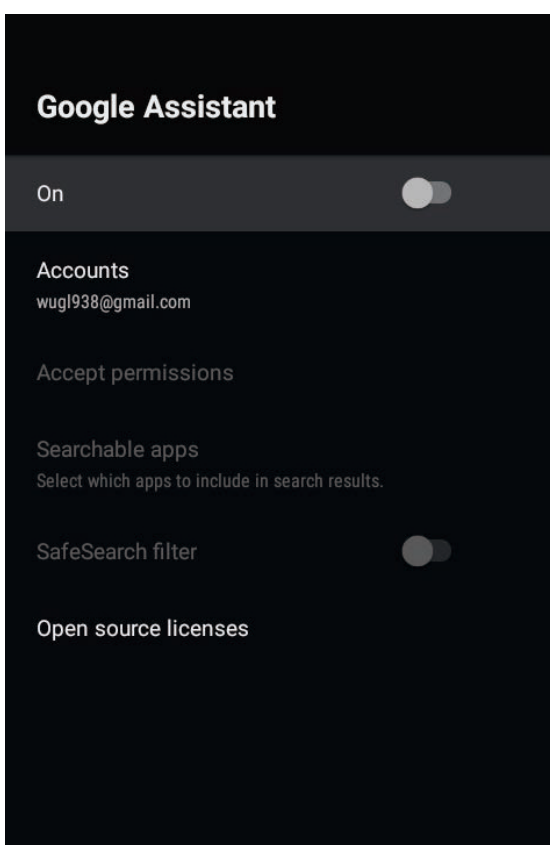 Google Assistant
On
Accounts
wugl938@gmail.com
Accept permissions
Searchable apps
Select which apps to include in search results.
SafeSearch filter
Open source licenses